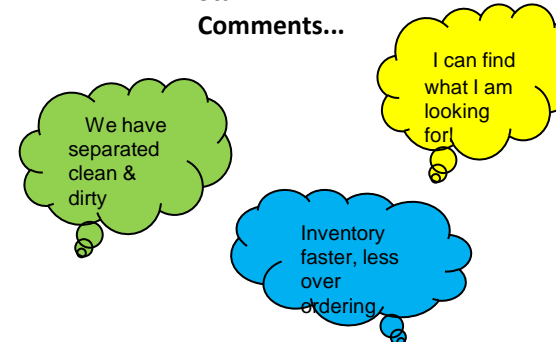 Comments...
I can find
what I am
looking
for!
We have
separated
clean &
dirty
Inventory
faster, less
over
ordering